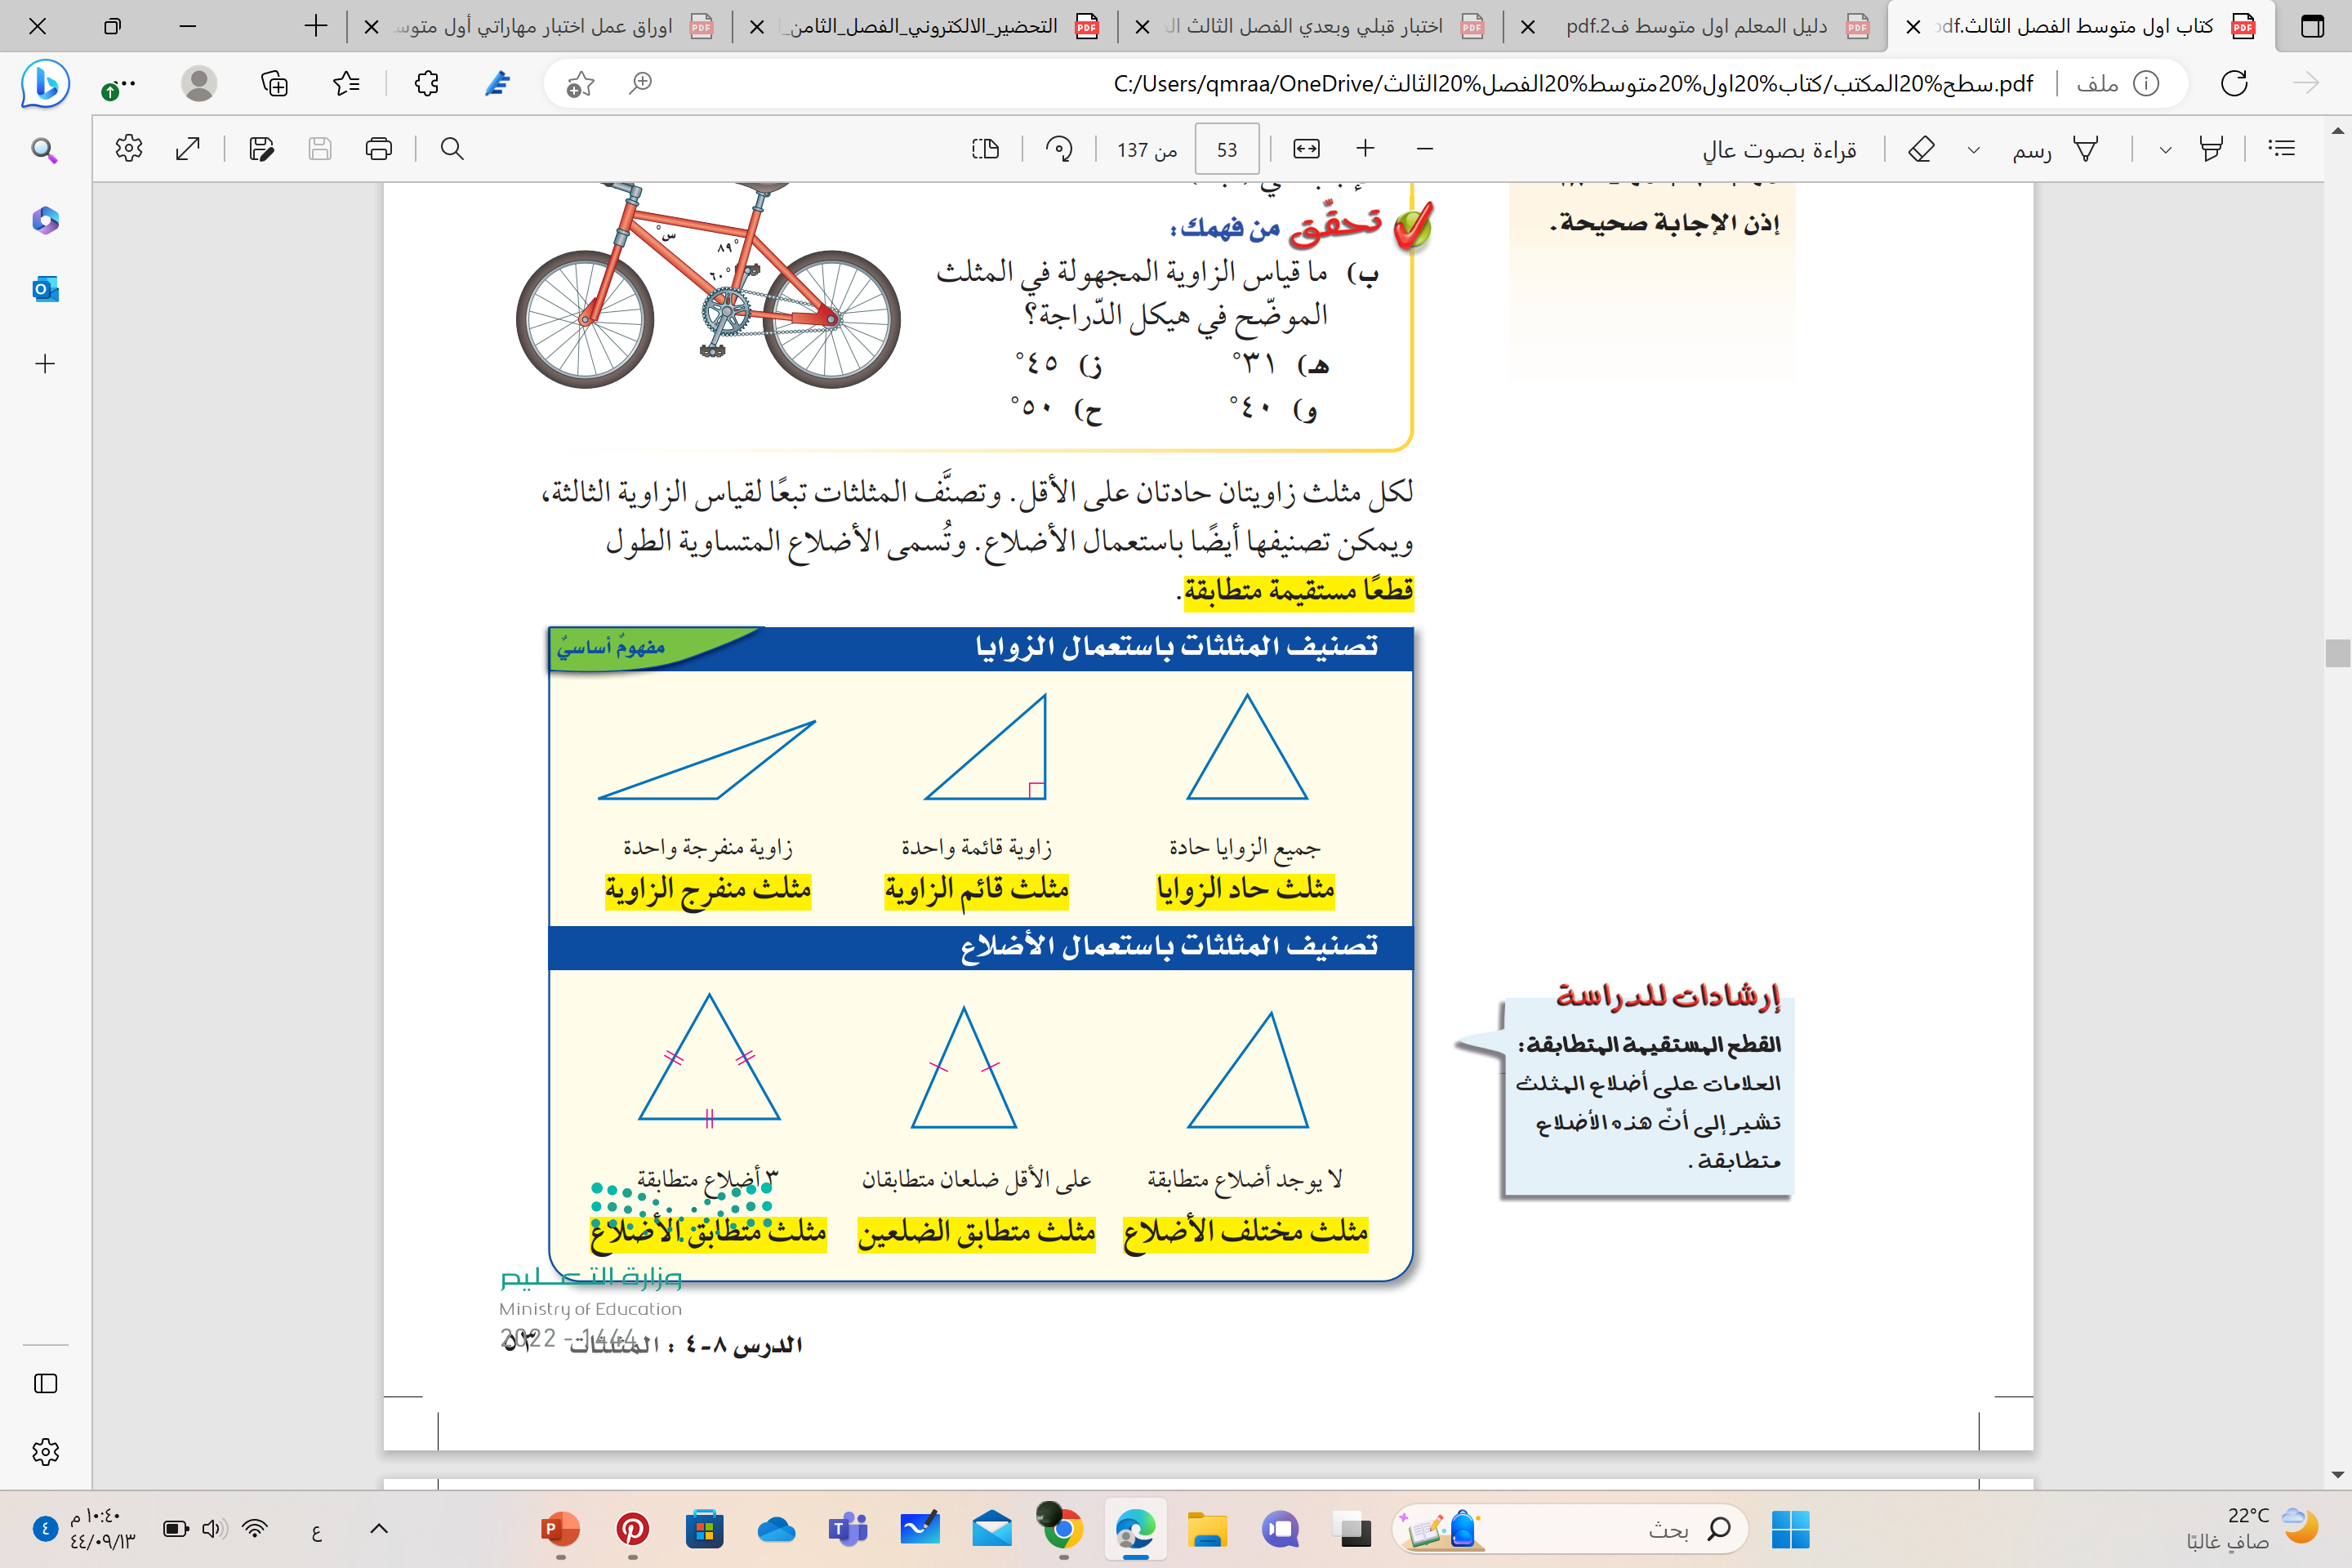 كتاب اول متوسط الفصل الثالث.pdf
دليل المعلم اول متوسط ف2.pdf
اختبار قبلي وبعدي الفصل الثالث
التحضير_الالكتروني_الفصل_الثامن_
اوراق عمل اختبار مهاراتي أول
ملف
C:/Users/qmraa/OneDrive/سطح%20المكتب/كتاب%20اول%20متوسط%20الفصل%20الثالث.pdf
رسم
قراءة بصوت عالٍ
53
من 137
إذن الإجابة صحيحة.
تحقّق من فهمك:
ب) ما قياس الزاوية المجهولة في المثلث
الموضّح في هيكل الدّراجة؟
هـ) ٣١°
ز) ٤٥°
و) ٤٠°
ح) ٥٠°
س°
٨٩°
٦٠°
لكل مثلث زاويتان حادتان على الأقل. وتصنَّف المثلثات تبعًا لقياس الزاوية الثالثة،
ويمكن تصنيفها أيضًا باستعمال الأضلاع. وتُسمى الأضلاع المتساوية الطول
قطعًا مستقيمة متطابقة.
تصنيف المثلثات باستعمال الزوايا
مفهومٌ أساسيٌ
جميع الزوايا حادة
زاوية قائمة واحدة
زاوية منفرجة واحدة
مثلث حاد الزوايا
مثلث قائم الزاوية
مثلث منفرج الزاوية
تصنيف المثلثات باستعمال الأضلاع
لا يوجد أضلاع متطابقة
على الأقل ضلعان متطابقان
٣ أضلاع متطابقة
مثلث مختلف الأضلاع
مثلث متطابق الضلعين
مثلث متطابق الأضلاع
إرشادات للدراسة
القطع المستقيمة المتطابقة:
العلامات على أضلاع المثلث
تشير إلى أنّ هذه الأضلاع
متطابقة.
وزارة التعليم
Ministry of Education
2022 - 1444
الدرس ٨-٤ : المثلثات ٥٣
22°C
صافٍ غالبًا
بحث
ع
١٠:٤٠ م
٤٤/٠٩/١٣
٤